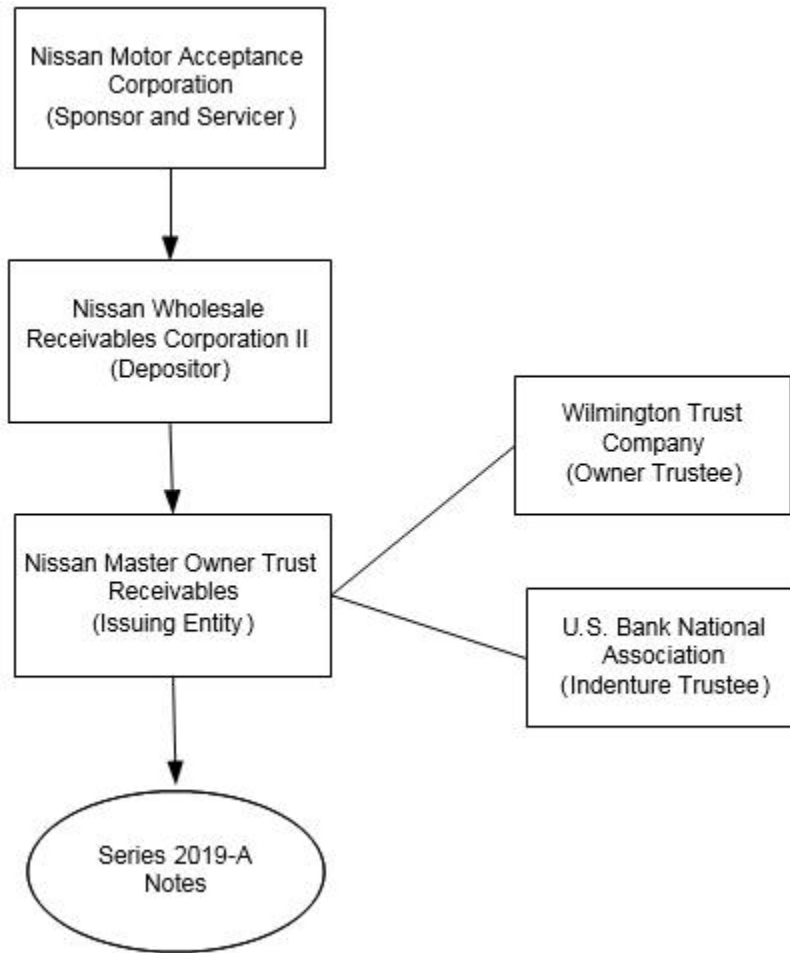 Nissan Motor Acceptance
Corporation
(Sponsor and Servicer)
Nissan Wholesale
Receivables Corporation II
(Depositor)
Wilmington Trust
Company
(Owner Trustee)
Nissan Master Owner Trust
Receivables
(Issuing Entity)
U.S. Bank National
Association
(Indenture Trustee)
Series 2019-A
Notes